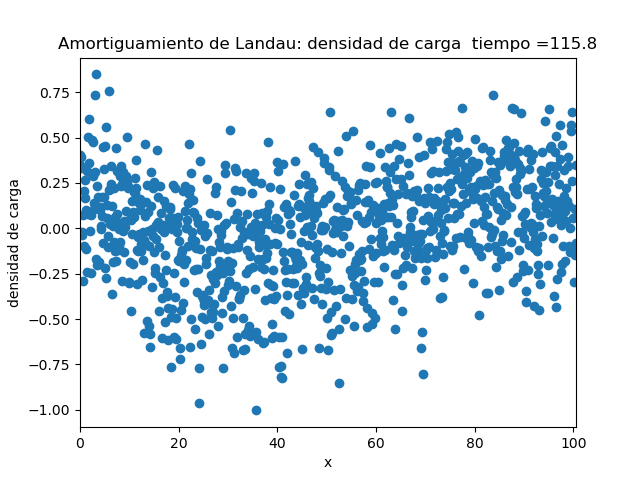 Amortiguamiento de Landau: densidad de carga  tiempo =115.8
densidad de carga
0.75
0.50
0.25
0.00
−0.25
−0.50
−0.75
−1.00
0 20 40 60 80 100
x